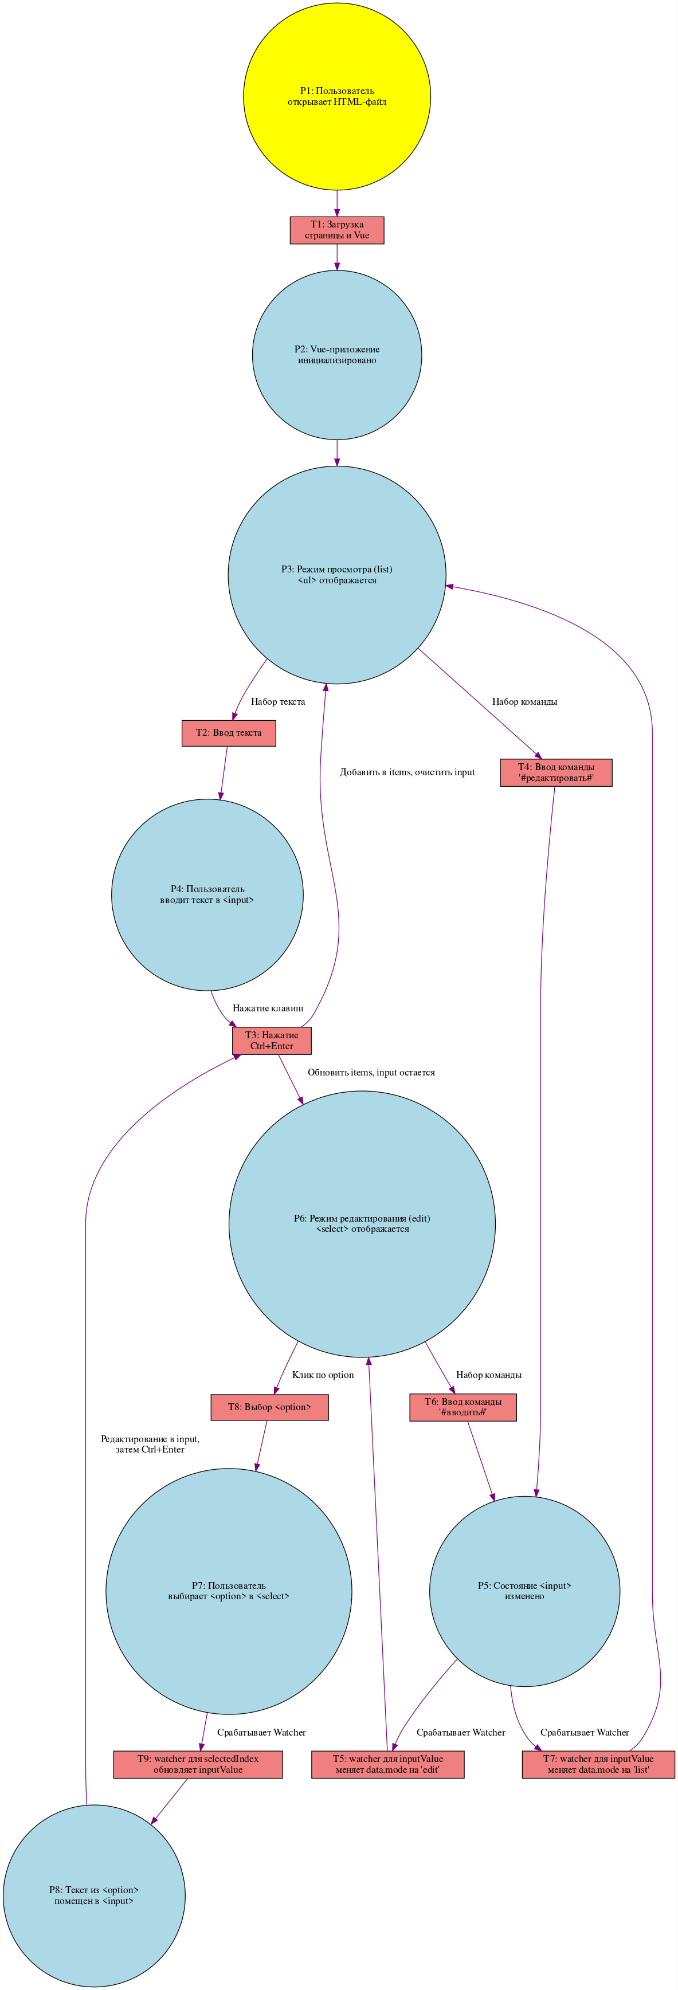 P1: Пользователь
открывает HTML-файл
T1: Загрузка
страницы и Vue
P2: Vue-приложение
инициализировано
P3: Режим просмотра (list)
<ul> отображается
Набор текста
Набор команды
T2: Ввод текста
T4: Ввод команды
'#редактировать#'
Добавить в items, очистить input
P4: Пользователь
вводит текст в <input>
Нажатие клавиш
T3: Нажатие
Ctrl+Enter
Обновить items, input остается
P6: Режим редактирования (edit)
<select> отображается
Клик по option
Набор команды
T8: Выбор <option>
T6: Ввод команды
'#вводить#'
Редактирование в input,
затем Ctrl+Enter
P7: Пользователь
выбирает <option> в <select>
P5: Состояние <input>
изменено
Срабатывает Watcher
Срабатывает Watcher
Срабатывает Watcher
T9: watcher для selectedIndex
обновляет inputValue
T5: watcher для inputValue
меняет data.mode на 'edit'
T7: watcher для inputValue
меняет data.mode на 'list'
P8: Текст из <option>
помещен в <input>